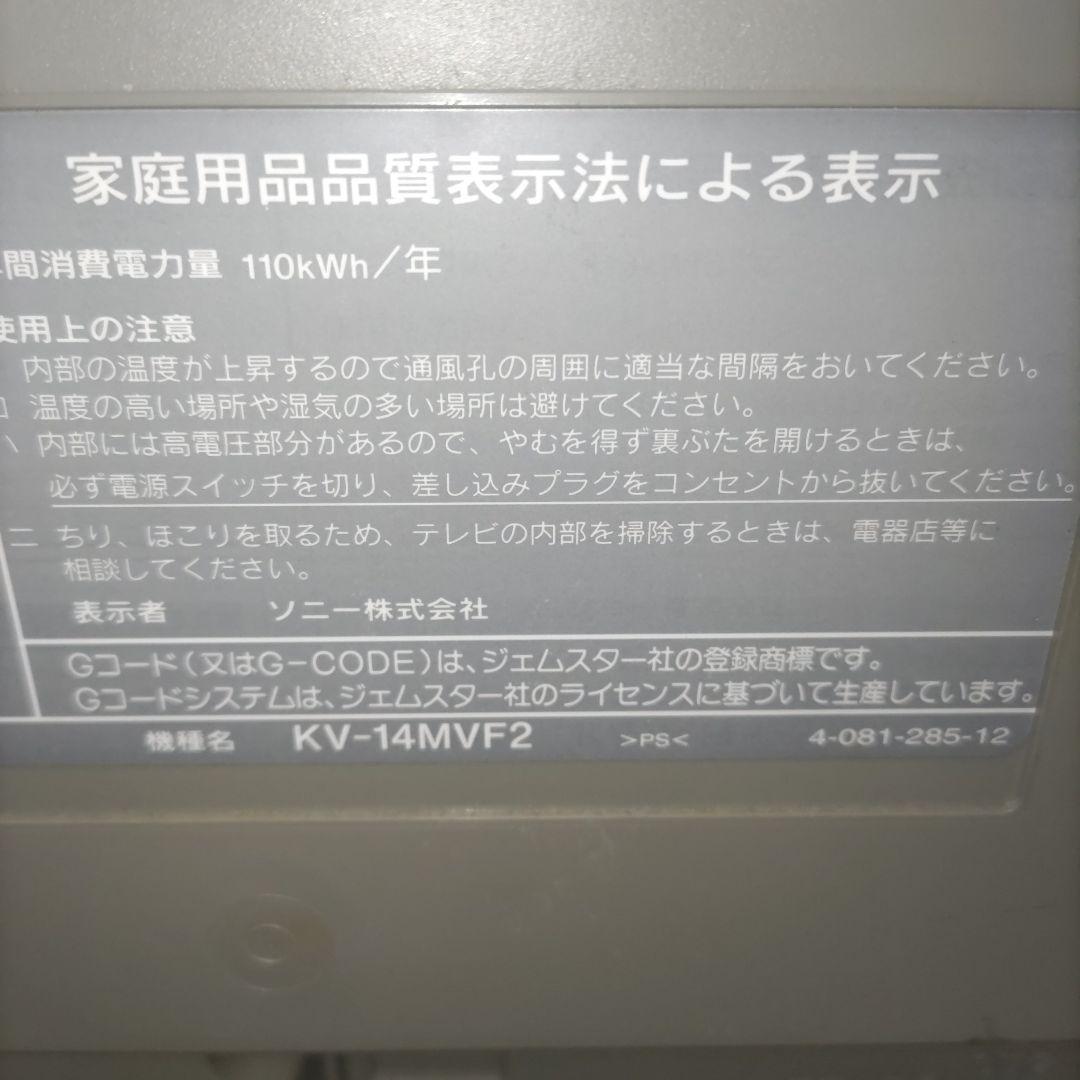 家庭用品品質表示法による表示
間消費電力量 110kWh/年
使用上の注意
内部の温度が上昇するので通風孔の周囲に適当な間隔をおいてください。
ロ 温度の高い場所や湿気の多い場所は避けてください。
ハ 内部には高電圧部分があるので、やむを得ず裏ぶたを開けるときは、
必ず電源スイッチを切り、差し込みプラグをコンセントから抜いてください。
ニ ちり、ほこりを取るため、テレビの内部を掃除するときは、電器店等に
相談してください。
表示者 ソニー株式会社
Gコード(又はG-CODE)は、ジェムスター社の登録商標です。
Gコードシステムは、ジェムスター社のライセンスに基づいて生産しています。
機種名 KV-14MVF2 >PS< 4-081-285-12